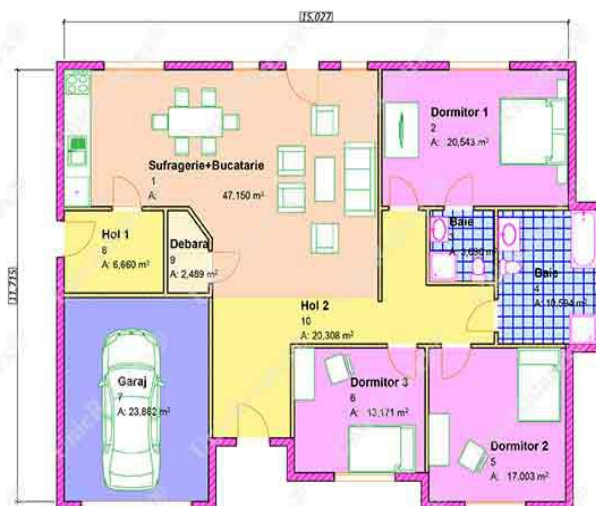 15,027
Dormitor 1
2
A: 20,543 m²
Sufragerie+Bucatarie
1
A: 47,150 m²
Hol 1
8
A: 6,660 m²
Debara
9
A: 2,489 m²
Baie
Baie
4
A: 10,594 m²
Hol 2
10
A: 20,308 m²
Garaj
7
A: 23,862 m²
Dormitor 3
6
A: 13,171 m²
Dormitor 2
5
A: 17,003 m²